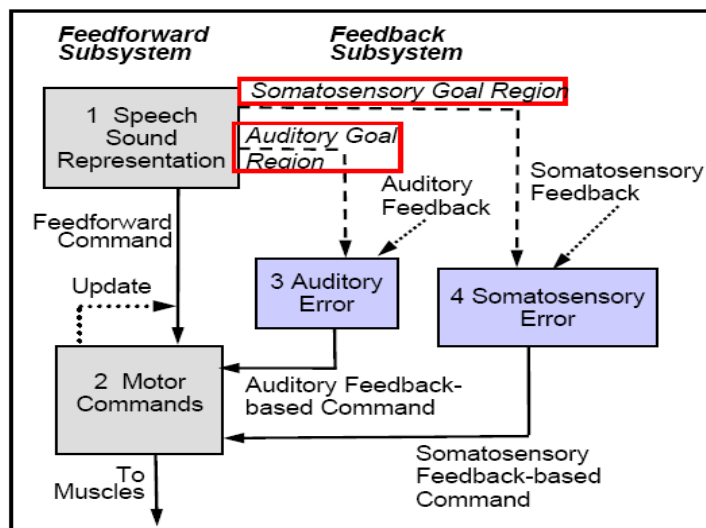 Feedforward
Subsystem
Feedback
Subsystem
Somatosensory Goal Region
1 Speech
Sound
Representation
Auditory Goal
Region
Auditory
Feedback
Somatosensory
Feedback
Feedforward
Command
Update
3 Auditory
Error
4 Somatosensory
Error
2 Motor
Commands
Auditory Feedback-
based Command
Somatosensory
Feedback-based
Command
To
Muscles